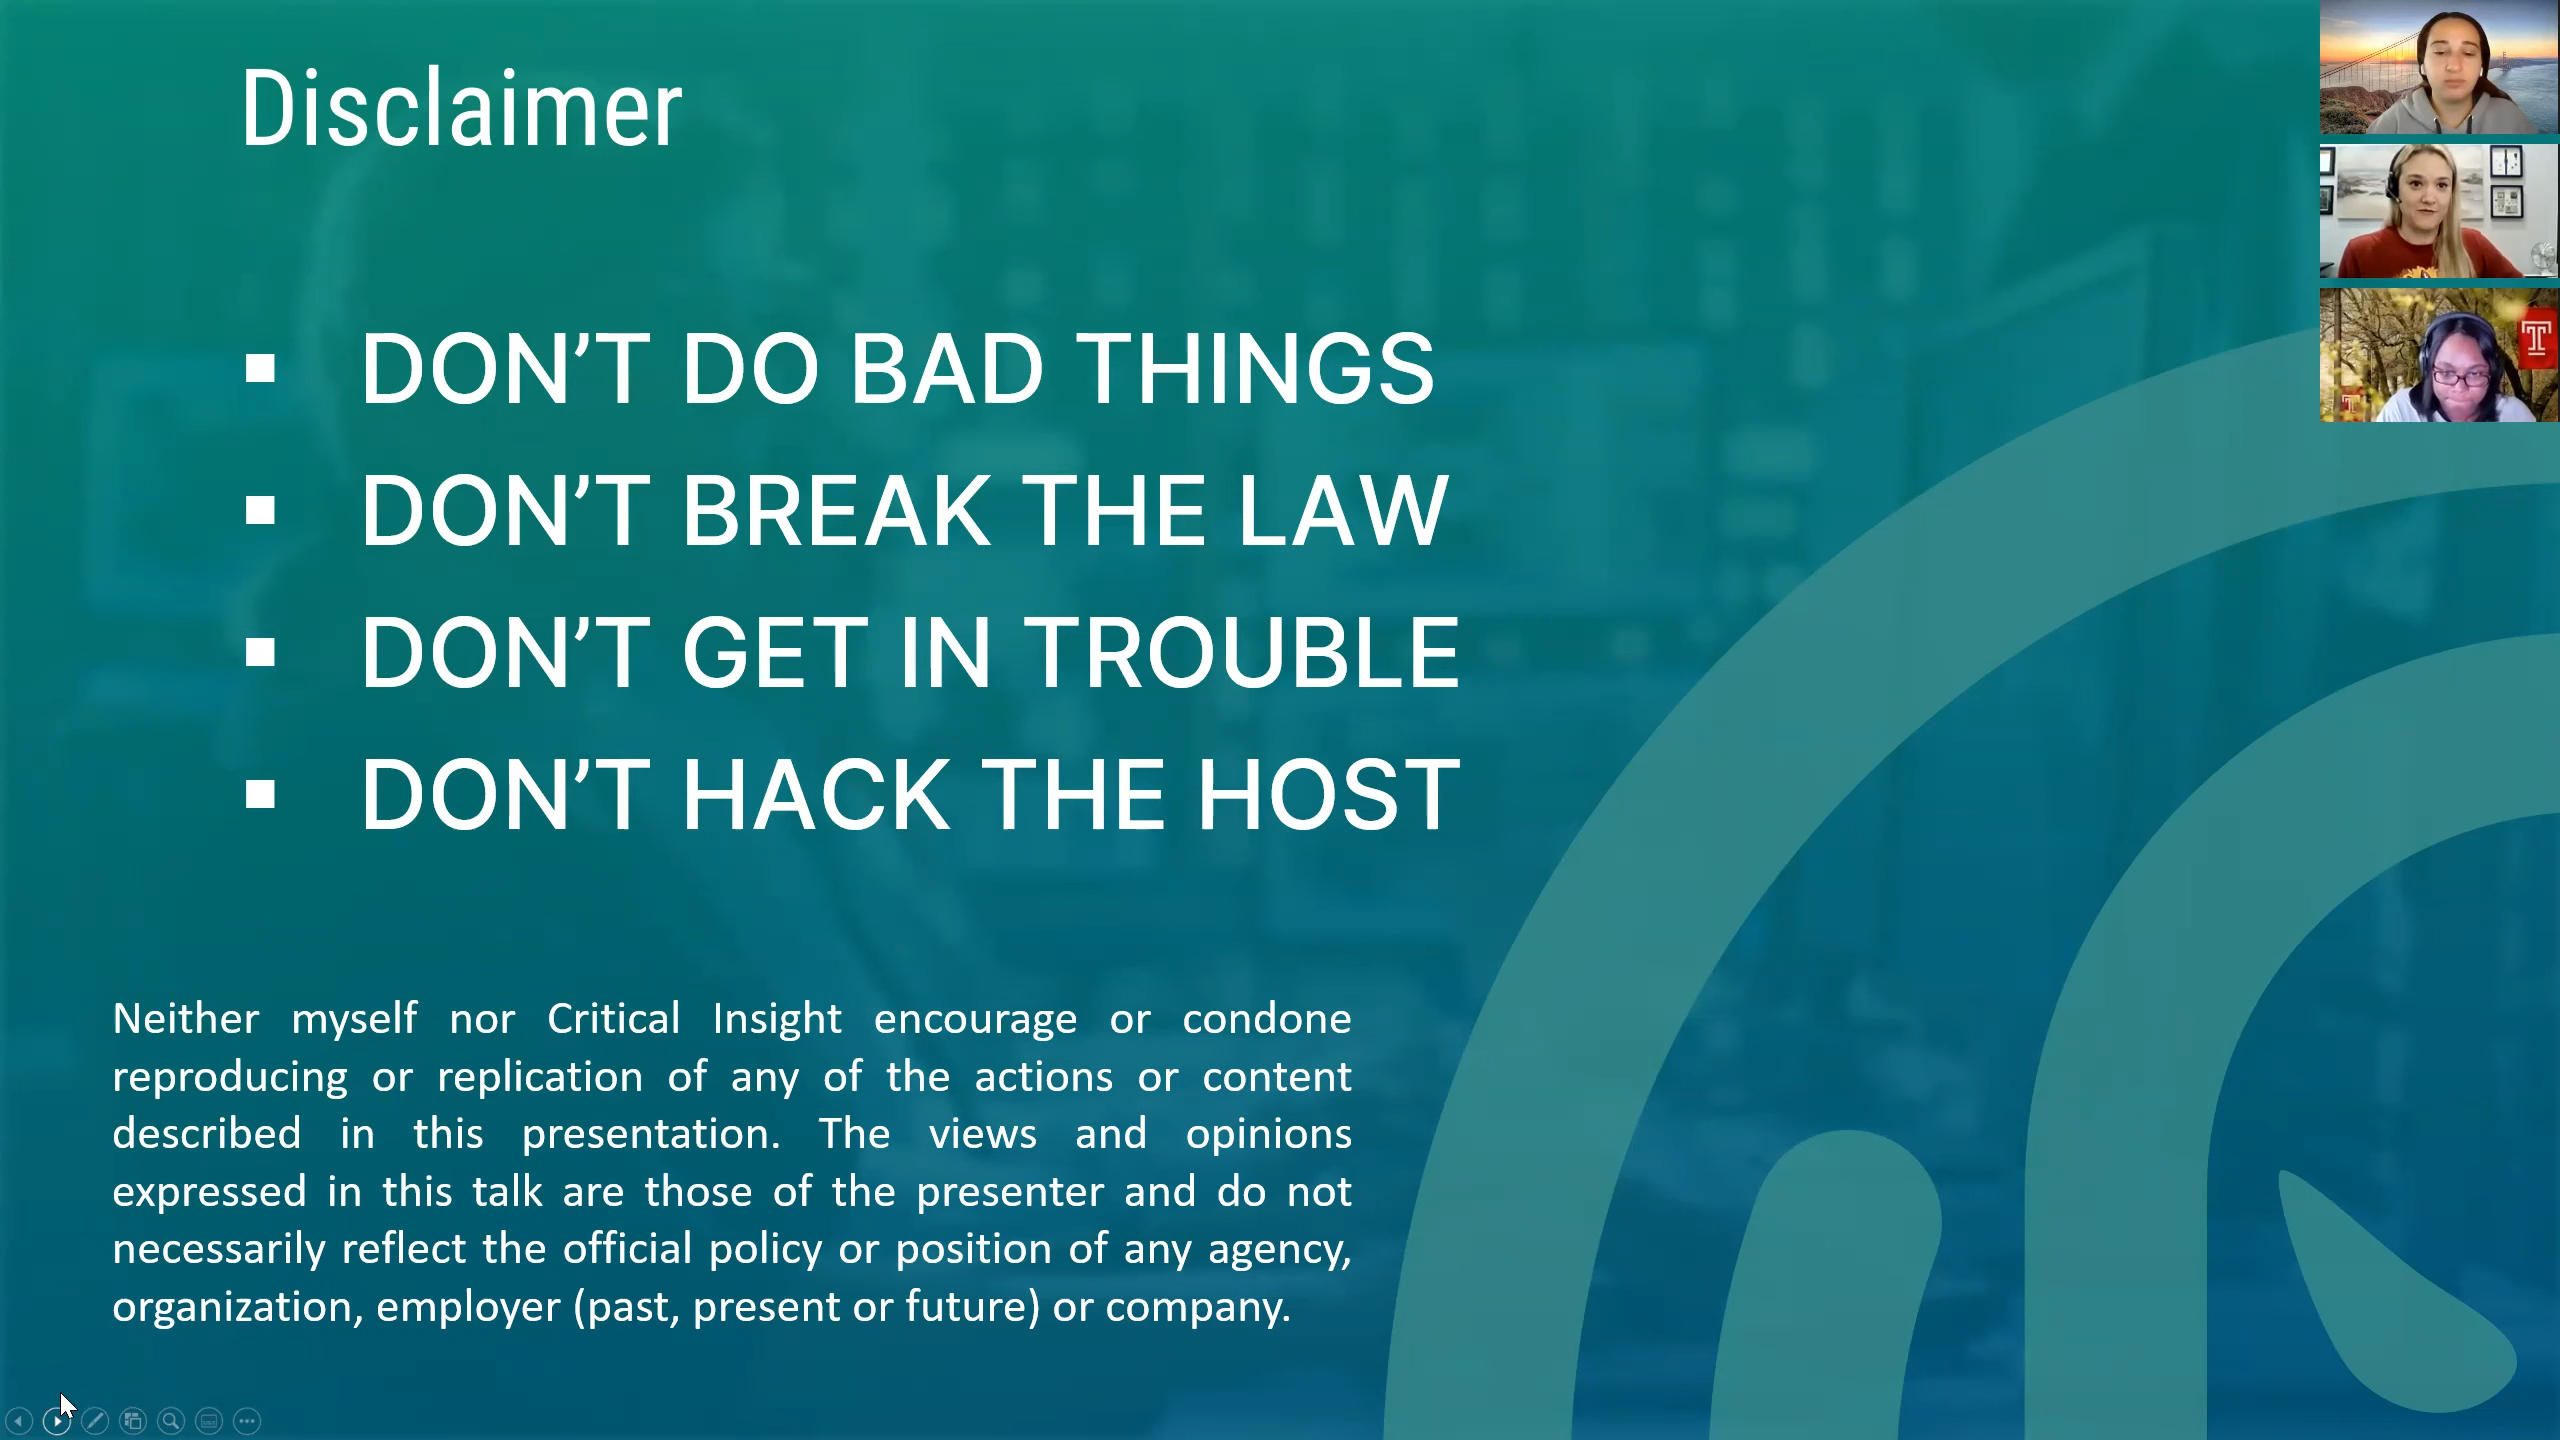 Disclaimer
▪ DON’T DO BAD THINGS
▪ DON’T BREAK THE LAW
▪ DON’T GET IN TROUBLE
▪ DON’T HACK THE HOST
Neither myself nor Critical Insight encourage or condone
reproducing or replication of any of the actions or content
described in this presentation. The views and opinions
expressed in this talk are those of the presenter and do not
necessarily reflect the official policy or position of any agency,
organization, employer (past, present or future) or company.